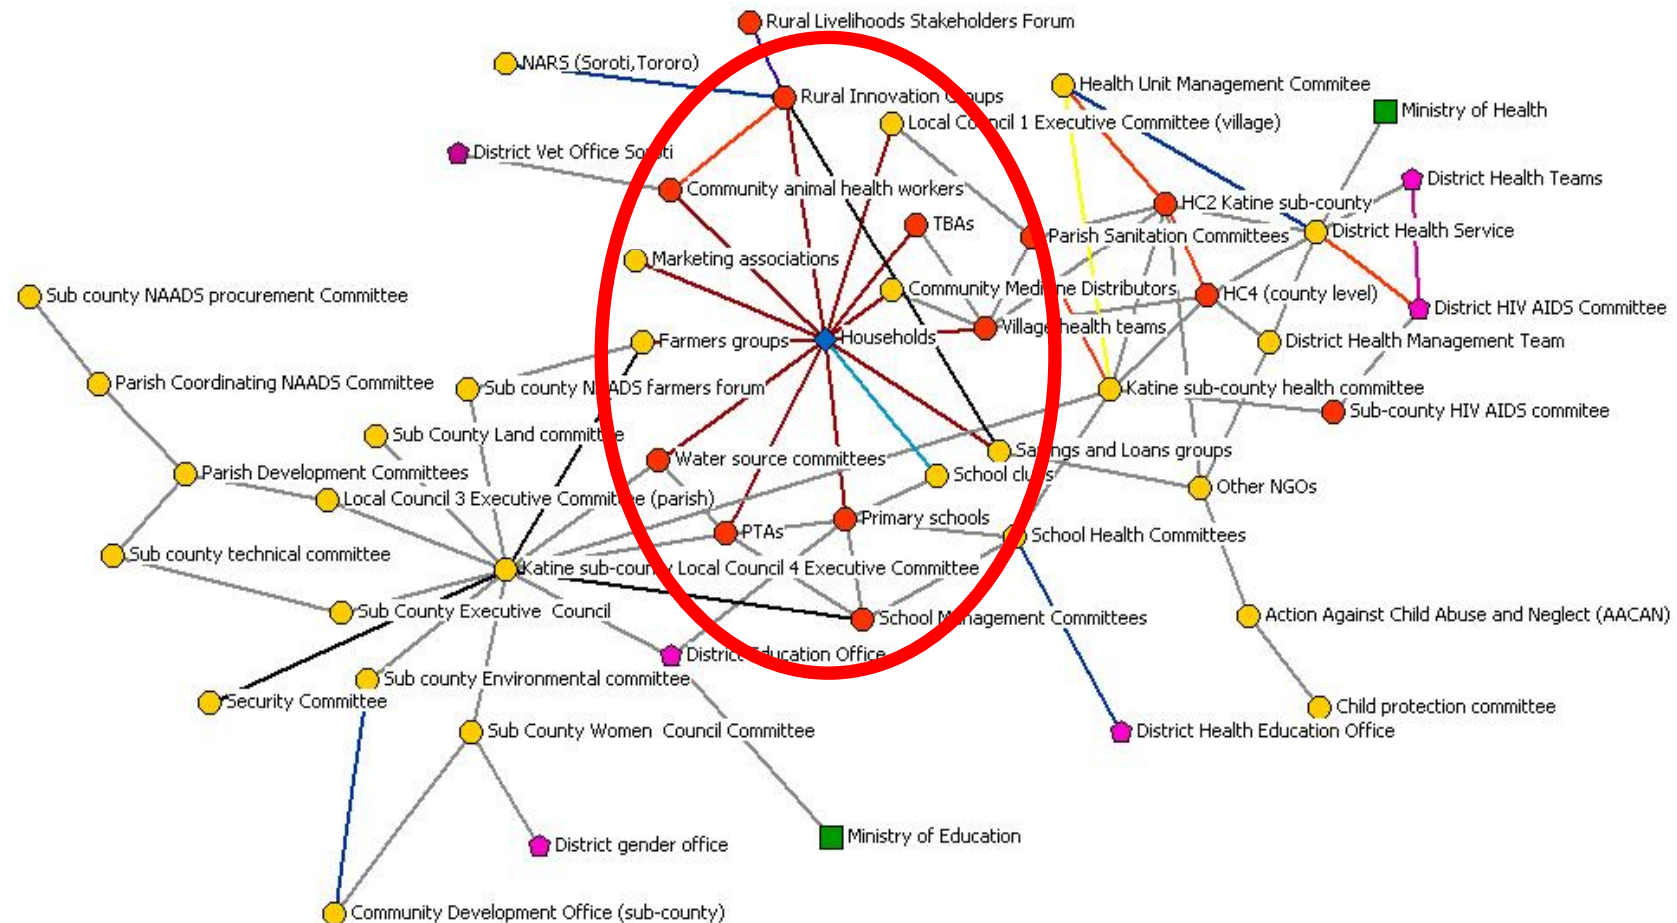 Rural Livelihoods Stakeholders Forum
NARS (Soroti,Tororo)
Health Unit Management Commitee
Rural Innovation Groups
Ministry of Health
Local Council 1 Executive Committee (village)
District Vet Office Soroti
District Health Teams
Community animal health workers
HC2 Katine sub-county
TBAs
District Health Service
Parish Sanitation Committees
Marketing associations
Community Medicine Distributors
HC4 (county level)
Sub county NAADS procurement Committee
District HIV AIDS Committee
Village health teams
Households
Farmers groups
District Health Management Team
Parish Coordinating NAADS Committee
Sub county NAADS farmers forum
Katine sub-county health committee
Sub-county HIV AIDS commitee
Sub County Land committee
Savings and Loans groups
Water source committees
Parish Development Committees
School clubs
Other NGOs
Local Council 3 Executive Committee (parish)
Primary schools
PTAs
School Health Committees
Sub county technical committee
Katine sub-county Local Council 4 Executive Committee
Sub County Executive Council
Action Against Child Abuse and Neglect (AACAN)
School Management Committees
District Education Office
Sub county Environmental committee
Security Committee
Child protection committee
Sub County Women Council Committee
District Health Education Office
Ministry of Education
District gender office
Community Development Office (sub-county)